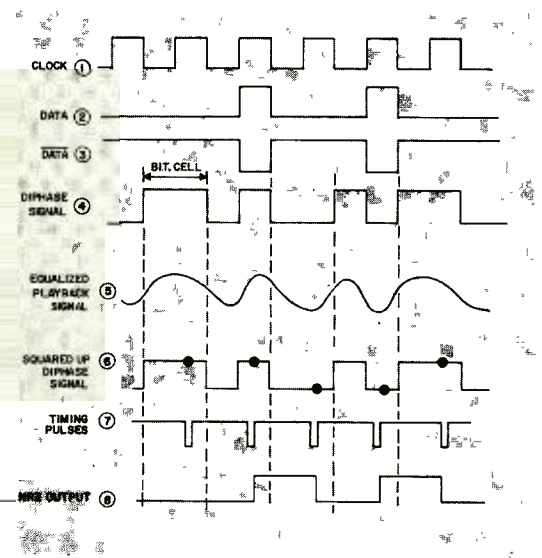 CLOCK ①
DATA ②
DATA ③
BIT CELL
DIPHASE
SIGNAL ④
EQUALIZED
PLAYBACK
SIGNAL ⑤
SQUARED UP
DIPHASE
SIGNAL ⑥
TIMING
PULSES ⑦
NRZ OUTPUT ⑧